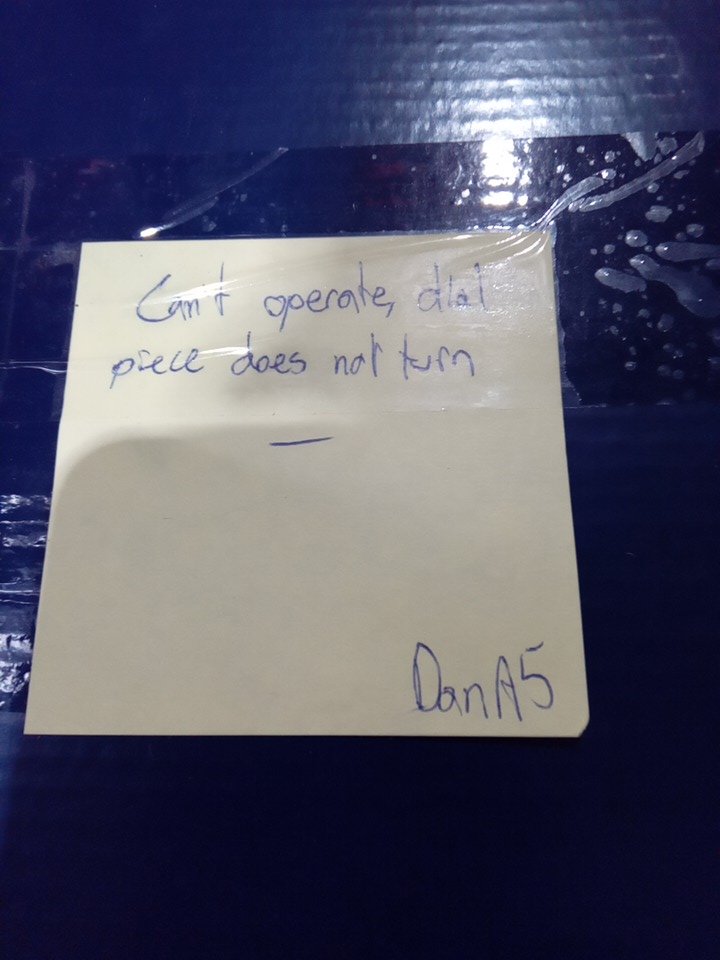 Can't operate, dial
piece does not turn
—
DanA5